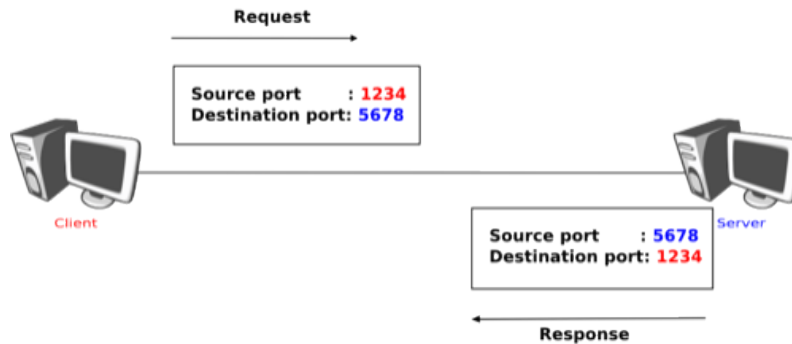 Request
Source port : 1234
Destination port: 5678
Client
Server
Source port : 5678
Destination port: 1234
Response